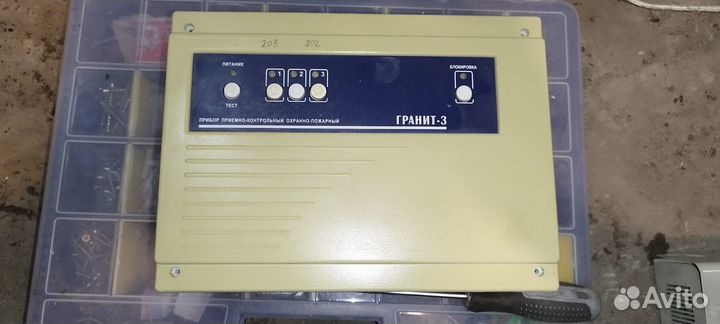 203 302
ПИТАНИЕ
БЛОКИРОВКА
1 2 3
ТЕСТ
ПРИБОР ПРИЕМНО-КОНТРОЛЬНЫЙ ОХРАННО-ПОЖАРНЫЙ
ГРАНИТ-3
Avito